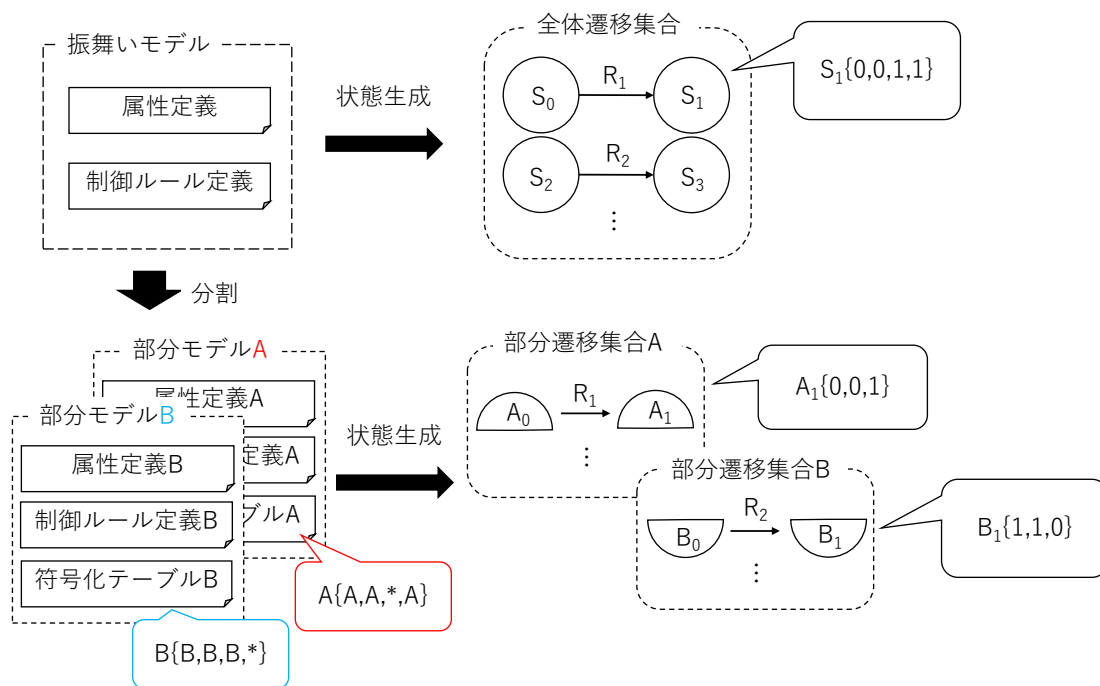 振舞いモデル
属性定義
制御ルール定義
状態生成
全体遷移集合
S₀
R₁
S₁
S₂
R₂
S₃
⋮
S₁{0,0,1,1}
分割
部分モデルA
属性定義A
定義A
ブルA
A{A,A,*,A}
部分モデルB
属性定義B
制御ルール定義B
符号化テーブルB
B{B,B,B,*}
状態生成
部分遷移集合A
A₀
R₁
A₁
⋮
A₁{0,0,1}
部分遷移集合B
B₀
R₂
B₁
⋮
B₁{1,1,0}